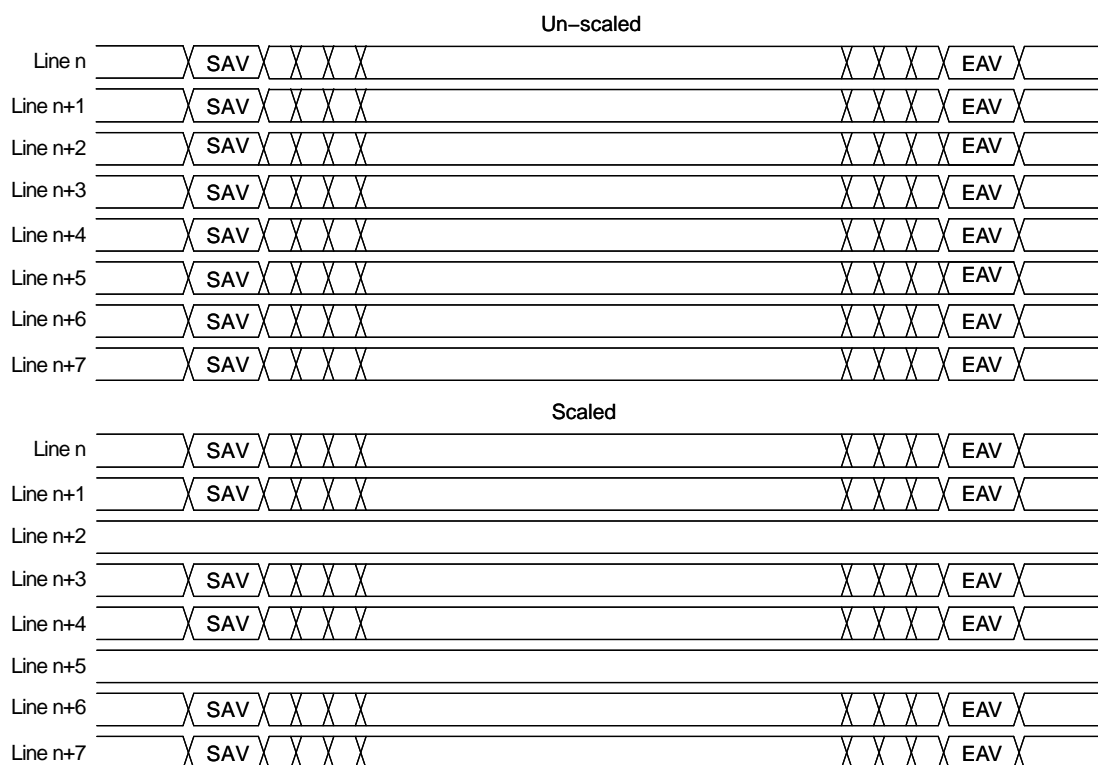 Un−scaled
Line n SAV EAV
Line n+1 SAV EAV
Line n+2 SAV EAV
Line n+3 SAV EAV
Line n+4 SAV EAV
Line n+5 SAV EAV
Line n+6 SAV EAV
Line n+7 SAV EAV
Scaled
Line n SAV EAV
Line n+1 SAV EAV
Line n+2
Line n+3 SAV EAV
Line n+4 SAV EAV
Line n+5
Line n+6 SAV EAV
Line n+7 SAV EAV